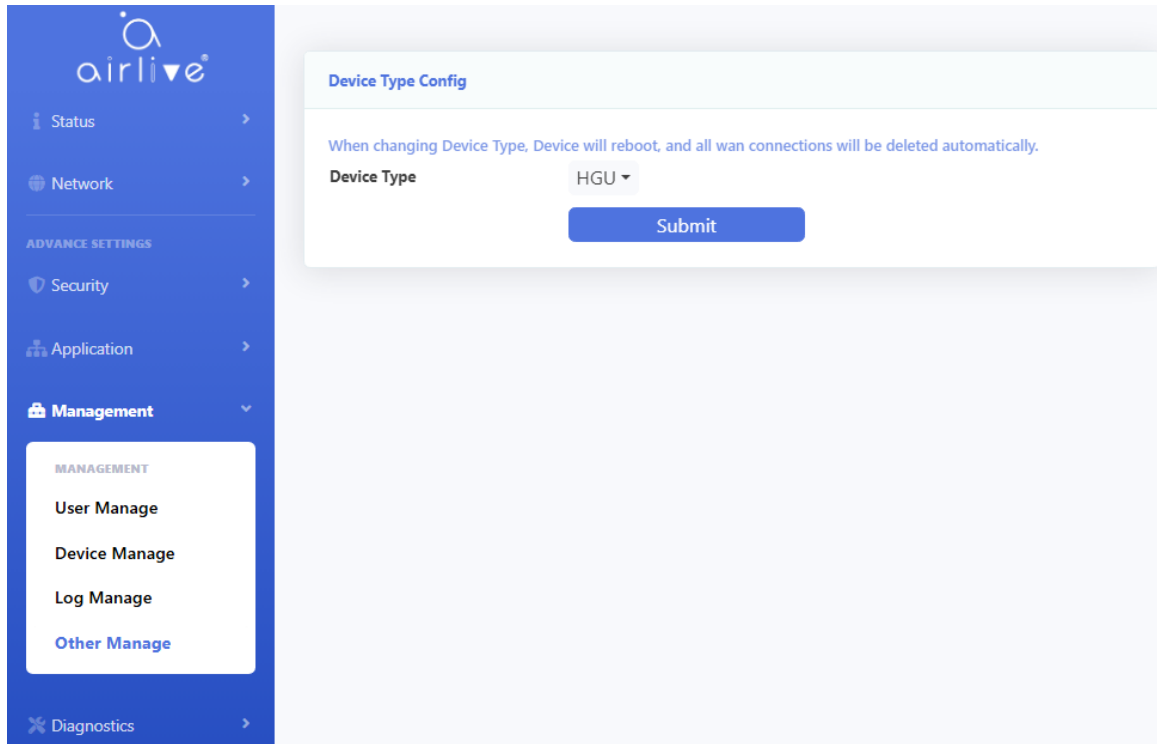 airlive®
Status
Network
ADVANCE SETTINGS
Security
Application
Management
MANAGEMENT
User Manage
Device Manage
Log Manage
Other Manage
Diagnostics
Device Type Config
When changing Device Type, Device will reboot, and all wan connections will be deleted automatically.
Device Type HGU
Submit